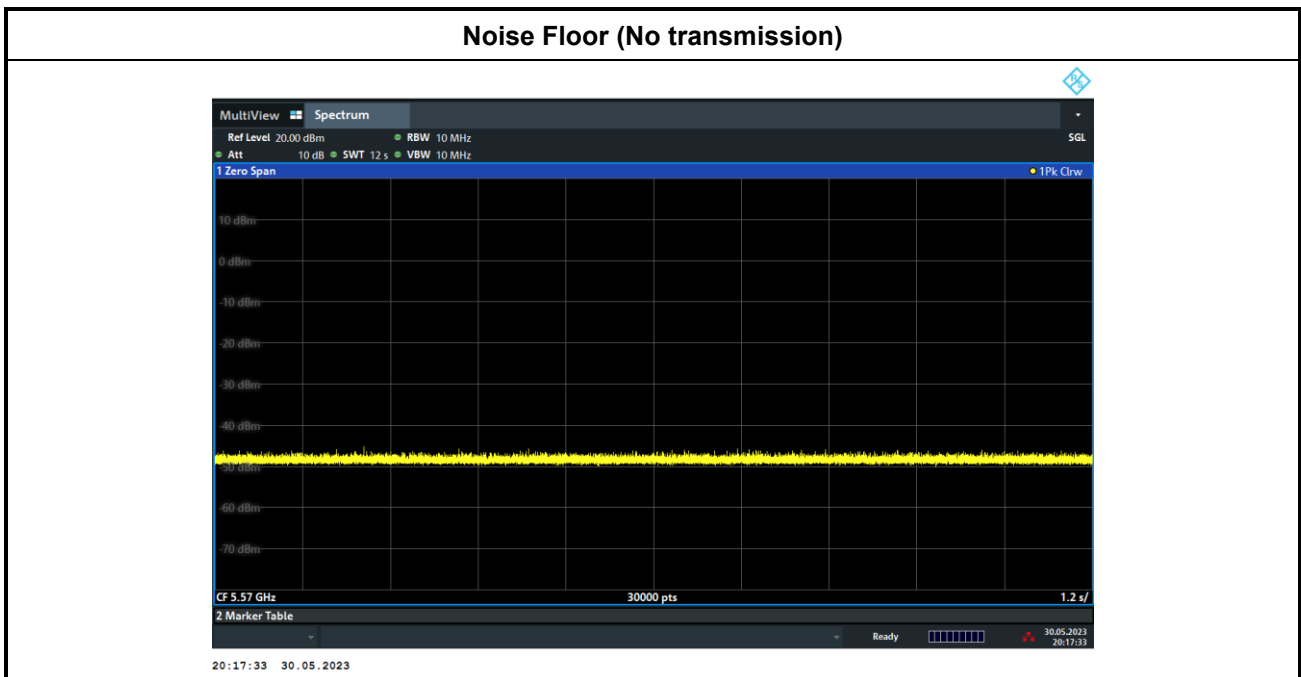 Noise Floor (No transmission)
R&S
MultiView Spectrum
Ref Level 20.00 dBm RBW 10 MHz SGL
Att 10 dB SWT 12 s VBW 10 MHz
1 Zero Span 1Pk Clrw
10 dBm
0 dBm
-10 dBm
-20 dBm
-30 dBm
-40 dBm
-50 dBm
-60 dBm
-70 dBm
CF 5.57 GHz 30000 pts 1.2 s/
2 Marker Table
Ready 30.05.2023
20:17:33
20:17:33 30.05.2023